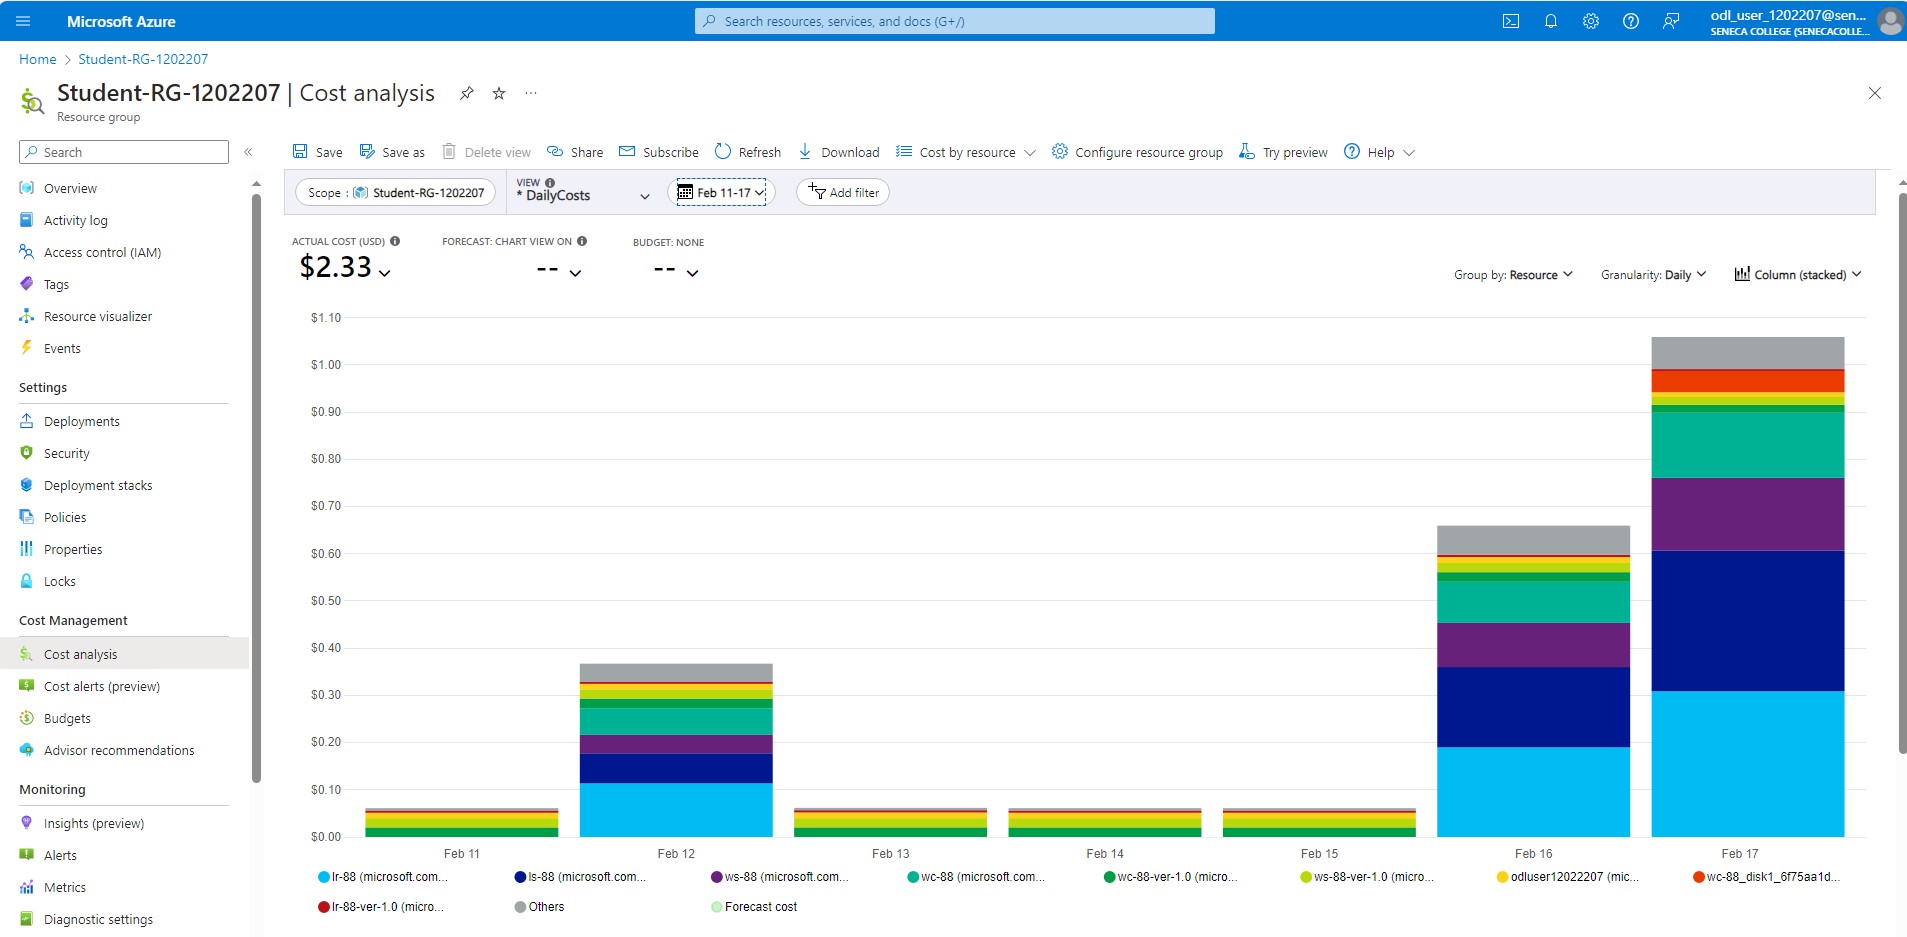 Microsoft Azure
Search resources, services, and docs (G+/)
odl_user_1202207@sen...
SENECA COLLEGE (SENECACOLLE...
Home > Student-RG-1202207
Student-RG-1202207 | Cost analysis ...
Resource group
Search
Overview
Activity log
Access control (IAM)
Tags
Resource visualizer
Events
Settings
Deployments
Security
Deployment stacks
Policies
Properties
Locks
Cost Management
Cost analysis
Cost alerts (preview)
Budgets
Advisor recommendations
Monitoring
Insights (preview)
Alerts
Metrics
Diagnostic settings
Save Save as Delete view Share Subscribe Refresh Download Cost by resource Configure resource group Try preview Help
Scope : Student-RG-1202207
VIEW
* DailyCosts
Feb 11-17
Add filter
ACTUAL COST (USD)
$2.33
FORECAST: CHART VIEW ON
--
BUDGET: NONE
--
Group by: Resource Granularity: Daily Column (stacked)
$1.10
$1.00
$0.90
$0.80
$0.70
$0.60
$0.50
$0.40
$0.30
$0.20
$0.10
$0.00
Feb 11 Feb 12 Feb 13 Feb 14 Feb 15 Feb 16 Feb 17
lr-88 (microsoft.com... ls-88 (microsoft.com... ws-88 (microsoft.com... wc-88 (microsoft.com... wc-88-ver-1.0 (micro... ws-88-ver-1.0 (micro... odluser12022207 (mic... wc-88_disk1_6f75aa1d...
lr-88-ver-1.0 (micro... Others Forecast cost